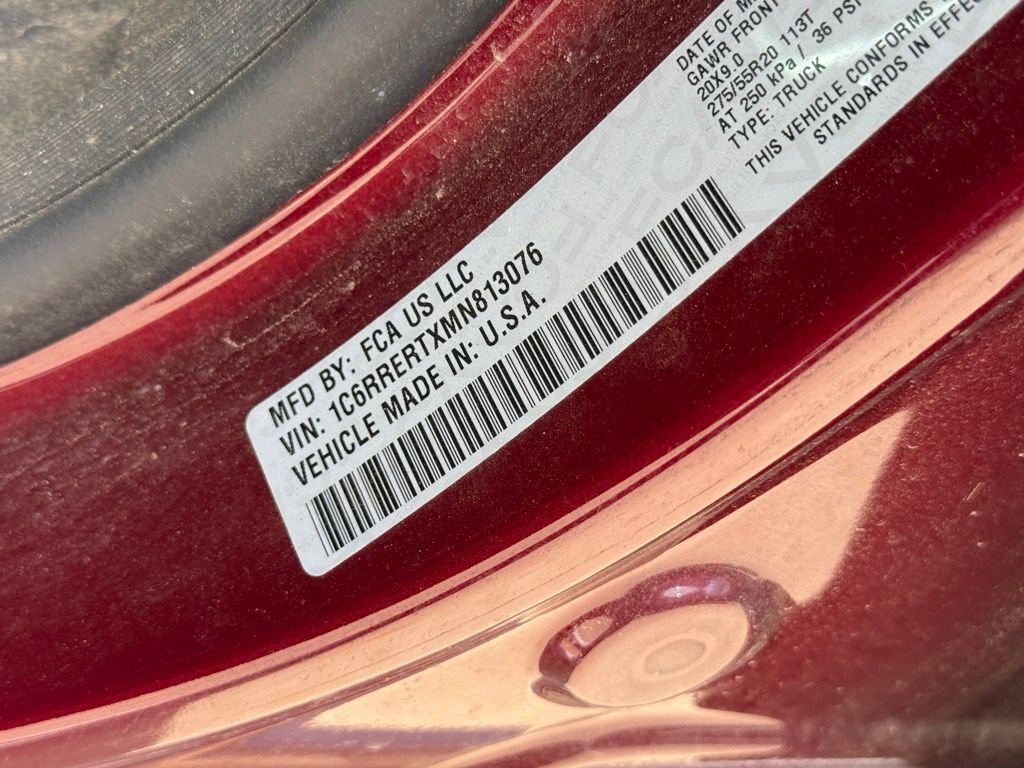 MFD BY: FCA US LLC
VIN: 1C6RRERTXMN813076
VEHICLE MADE IN: U.S.A.
DATE OF
GAWR FRONT
20X9.0
275/55R20 113T
AT 250 kPa / 36 PSI
TYPE: TRUCK
THIS VEHICLE CONFORMS
STANDARDS IN